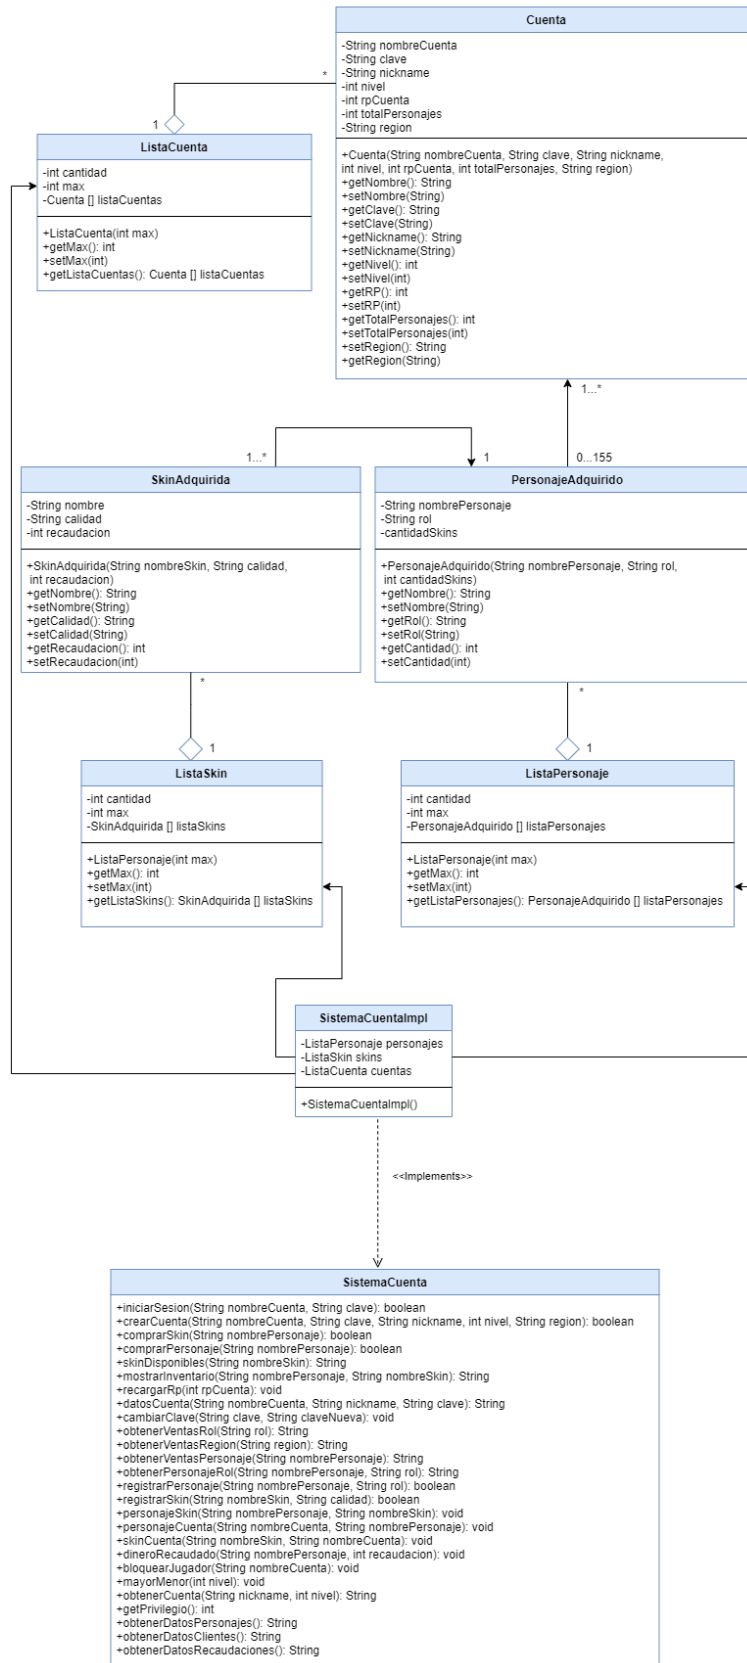 Cuenta
-String nombreCuenta
-String clave
-String nickname
-int nivel
-int rpCuenta
-int totalPersonajes
-String region
+Cuenta(String nombreCuenta, String clave, String nickname,
int nivel, int rpCuenta, int totalPersonajes, String region)
+getNombre(): String
+setNombre(String)
+getClave(): String
+setClave(String)
+getNickname(): String
+setNickname(String)
+getNivel(): int
+setNivel(int)
+getRP(): int
+setRP(int)
+getTotalPersonajes(): int
+setTotalPersonajes(int)
+setRegion(): String
+getRegion(String)
*
1
ListaCuenta
-int cantidad
-int max
-Cuenta [] listaCuentas
+ListaCuenta(int max)
+getMax(): int
+setMax(int)
+getListaCuentas(): Cuenta [] listaCuentas
1...*
1...*
1
0...155
SkinAdquirida
-String nombre
-String calidad
-int recaudacion
+SkinAdquirida(String nombreSkin, String calidad,
int recaudacion)
+getNombre(): String
+setNombre(String)
+getCalidad(): String
+setCalidad(String)
+getRecaudacion(): int
+setRecaudacion(int)
PersonajeAdquirido
-String nombrePersonaje
-String rol
-cantidadSkins
+PersonajeAdquirido(String nombrePersonaje, String rol,
int cantidadSkins)
+getNombre(): String
+setNombre(String)
+getRol(): String
+setRol(String)
+getCantidad(): int
+setCantidad(int)
*
*
1
1
ListaSkin
-int cantidad
-int max
-SkinAdquirida [] listaSkins
+ListaPersonaje(int max)
+getMax(): int
+setMax(int)
+getListaSkins(): SkinAdquirida [] listaSkins
ListaPersonaje
-int cantidad
-int max
-PersonajeAdquirido [] listaPersonajes
+ListaPersonaje(int max)
+getMax(): int
+setMax(int)
+getListaPersonajes(): PersonajeAdquirido [] listaPersonajes
SistemaCuentaImpl
-ListaPersonaje personajes
-ListaSkin skins
-ListaCuenta cuentas
+SistemaCuentaImpl()
<<Implements>>
SistemaCuenta
+iniciarSesion(String nombreCuenta, String clave): boolean
+crearCuenta(String nombreCuenta, String clave, String nickname, int nivel, String region): boolean
+comprarSkin(String nombrePersonaje): boolean
+comprarPersonaje(String nombrePersonaje): boolean
+skinDisponibles(String nombreSkin): String
+mostrarInventario(String nombrePersonaje, String nombreSkin): String
+recargarRp(int rpCuenta): void
+datosCuenta(String nombreCuenta, String nickname, String clave): String
+cambiarClave(String clave, String claveNueva): void
+obtenerVentasRol(String rol): String
+obtenerVentasRegion(String region): String
+obtenerVentasPersonaje(String nombrePersonaje): String
+obtenerPersonajeRol(String nombrePersonaje, String rol): String
+registrarPersonaje(String nombrePersonaje, String rol): boolean
+registrarSkin(String nombreSkin, String calidad): boolean
+personajeSkin(String nombrePersonaje, String nombreSkin): void
+personajeCuenta(String nombreCuenta, String nombrePersonaje): void
+skinCuenta(String nombreSkin, String nombreCuenta): void
+dineroRecaudado(String nombrePersonaje, int recaudacion): void
+bloquearJugador(String nombreCuenta): void
+mayorMenor(int nivel): void
+obtenerCuenta(String nickname, int nivel): String
+getPrivilegio(): int
+obtenerDatosPersonajes(): String
+obtenerDatosClientes(): String
+obtenerDatosRecaudaciones(): String